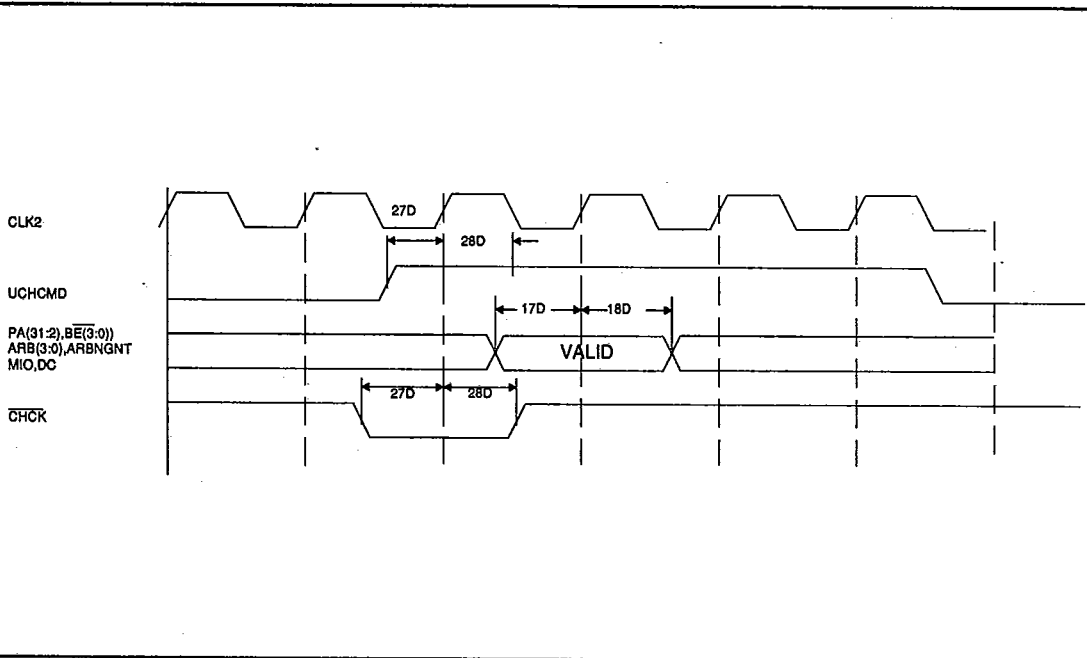 CLK2
27D
28D
UCHCMD
17D
18D
PA(31:2),BE(3:0))
ARB(3:0),ARBNGNT
MIO,DC
VALID
27D
28D
CHCK